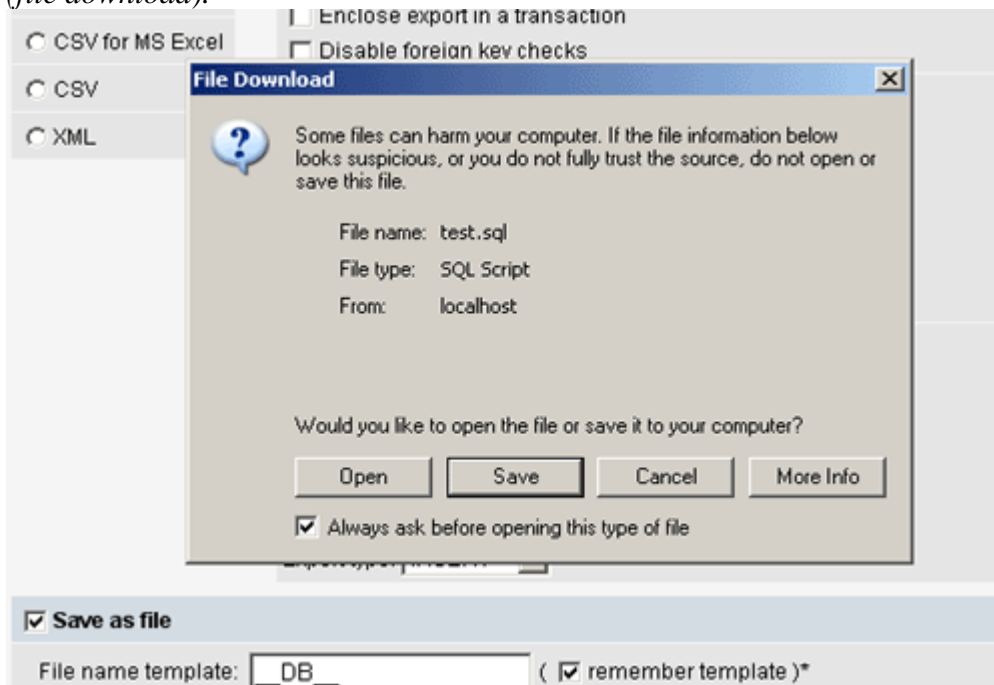 (file download).
Enclose export in a transaction
CSV for MS Excel
Disable foreign key checks
CSV
XML
File Download
Some files can harm your computer. If the file information below
looks suspicious, or you do not fully trust the source, do not open or
save this file.
File name: test.sql
File type: SQL Script
From: localhost
Would you like to open the file or save it to your computer?
Open Save Cancel More Info
Always ask before opening this type of file
Save as file
File name template: __DB__ ( remember template )*